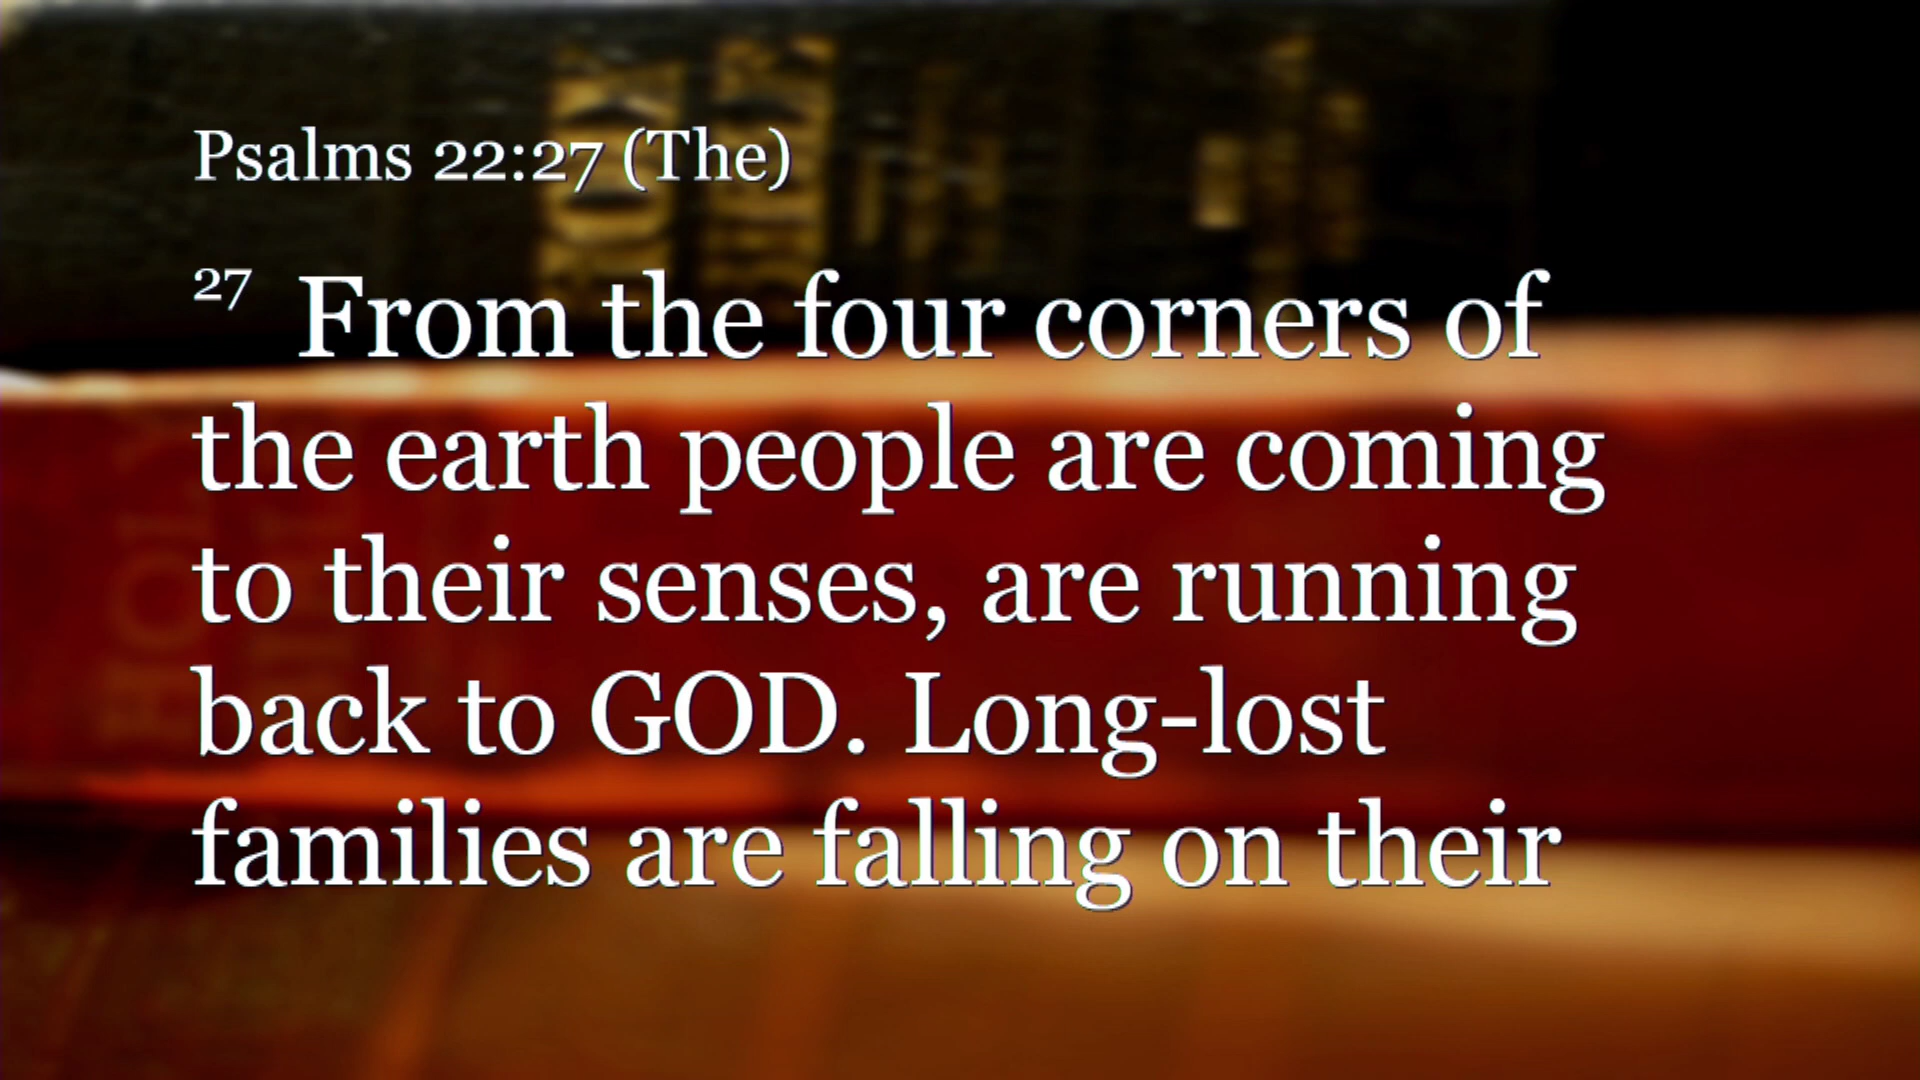 Psalms 22:27 (The)
27 From the four corners of
the earth people are coming
to their senses, are running
back to GOD. Long-lost
families are falling on their
HOLY